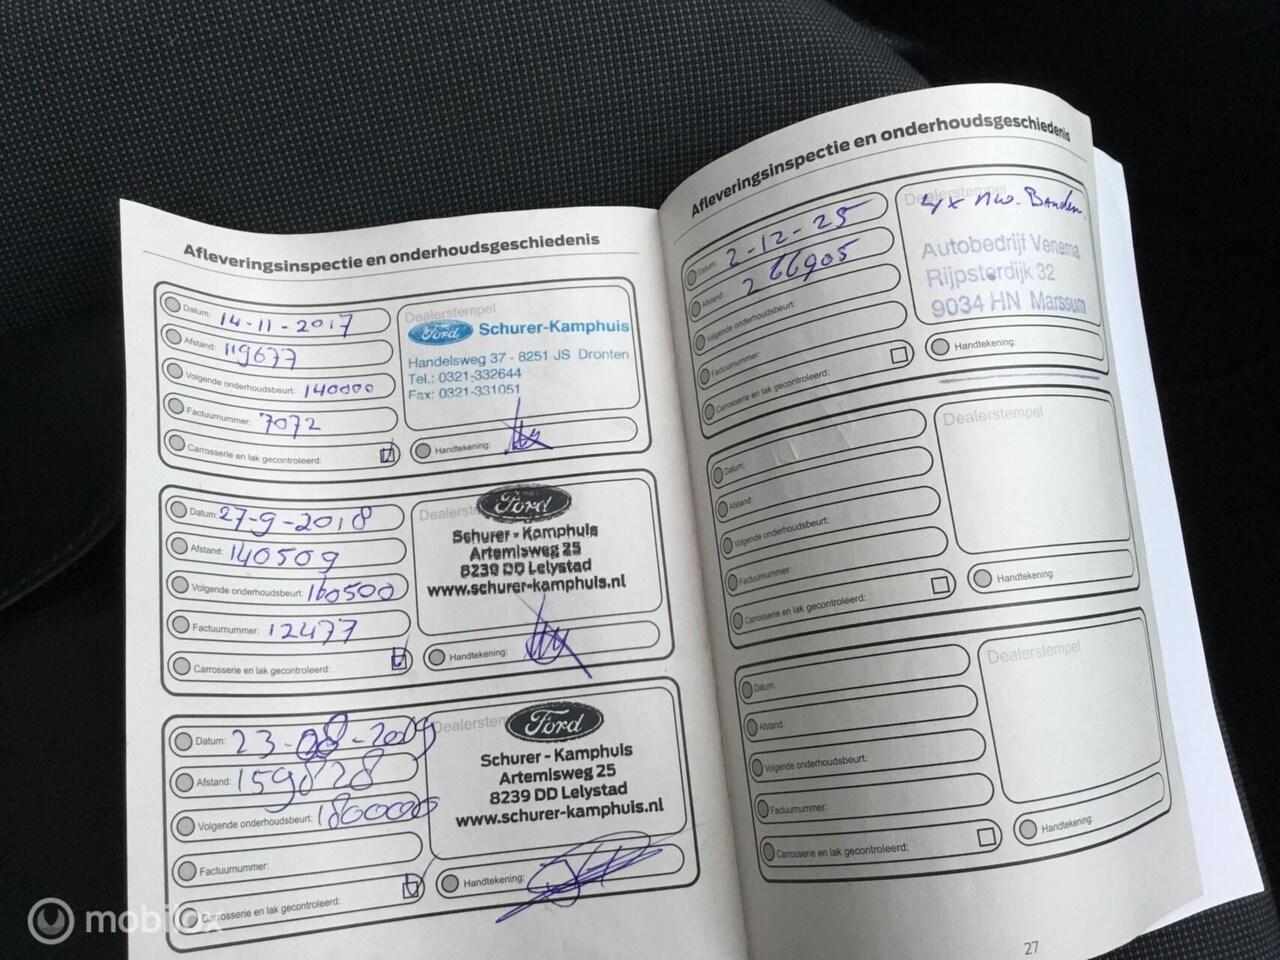 Afleveringsinspectie en onderhoudsgeschiedenis
Datum: 14-11-2017
Afstand: 119677
Volgende onderhoudsbeurt: 140000
Factuurnummer: 7072
Carrosserie en lak gecontroleerd:
Dealerstempel
Ford Schurer-Kamphuis
Handelsweg 37 - 8251 JS Dronten
Tel.: 0321-332644
Fax: 0321-331051
Handtekening:
Datum: 27-9-2018
Afstand: 140509
Volgende onderhoudsbeurt: 160500
Factuurnummer: 12477
Carrosserie en lak gecontroleerd:
Ford
Schurer - Kamphuis
Artemisweg 25
8239 DD Lelystad
www.schurer-kamphuis.nl
Handtekening:
Datum: 23-08-2019
Afstand: 159828
Volgende onderhoudsbeurt:
Factuurnummer:
Carrosserie en lak gecontroleerd:
Ford
Schurer - Kamphuis
Artemisweg 25
8239 DD Lelystad
www.schurer-kamphuis.nl
Handtekening:
Afleveringsinspectie en onderhoudsgeschiedenis
Datum: 2-12-25
Afstand: 266905
Volgende onderhoudsbeurt:
Factuurnummer:
Carrosserie en lak gecontroleerd:
Dealerstempel
4x nw. Banden.
Autobedrijf Venema
Rijpsterdijk 32
9034 HN Marssum
Handtekening:
Datum:
Afstand:
Volgende onderhoudsbeurt:
Factuurnummer:
Carrosserie en lak gecontroleerd:
Dealerstempel
Handtekening:
Datum:
Afstand:
Volgende onderhoudsbeurt:
Factuurnummer:
Carrosserie en lak gecontroleerd:
Dealerstempel
Handtekening:
27
mobilox